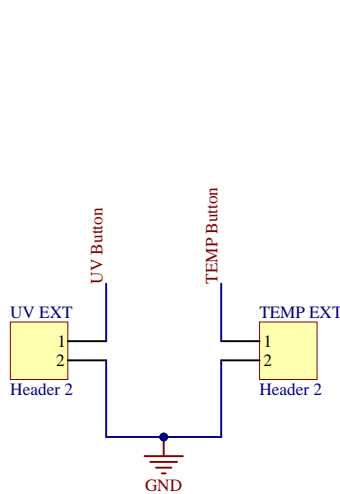 UV Button
TEMP Button
UV EXT
1
2
Header 2
TEMP EXT
1
2
Header 2
GND